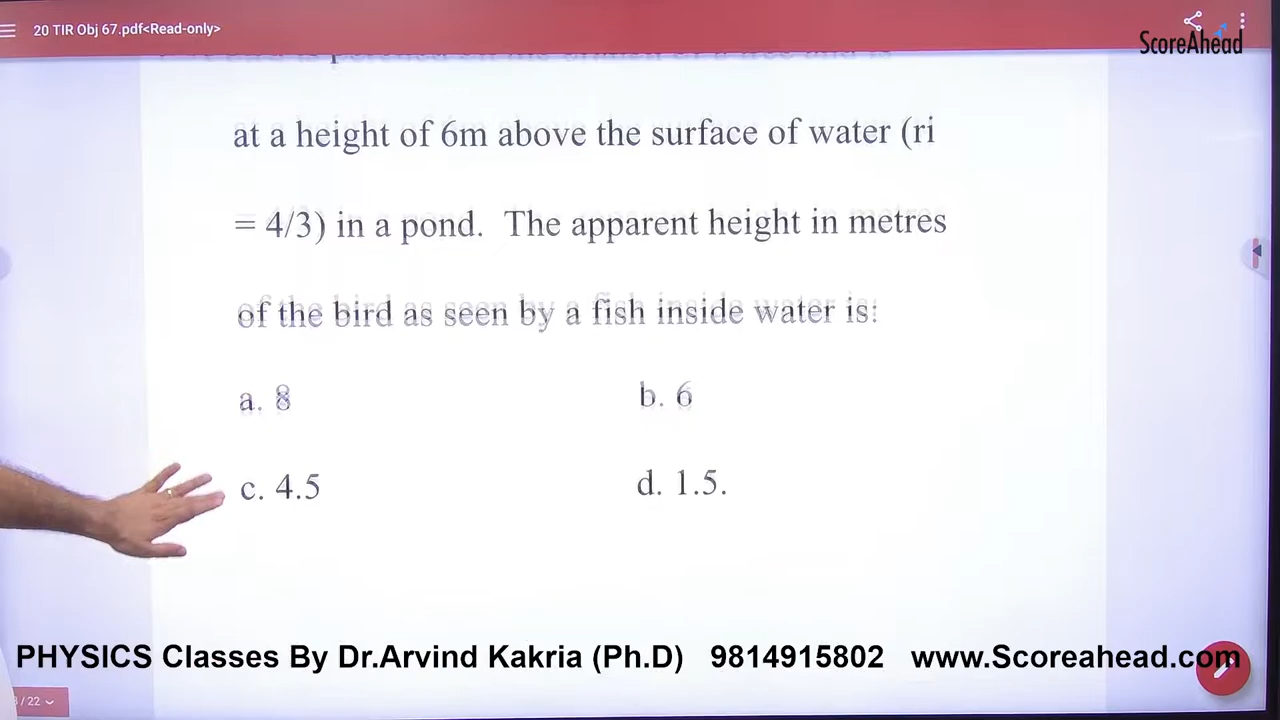 20 TIR Obj 67.pdf<Read-only>
ScoreAhead
at a height of 6m above the surface of water (ri
= 4/3) in a pond. The apparent height in metres
of the bird as seen by a fish inside water is:
a. 8
b. 6
c. 4.5
d. 1.5.
PHYSICS Classes By Dr.Arvind Kakria (Ph.D) 9814915802 www.Scoreahead.com
/ 22